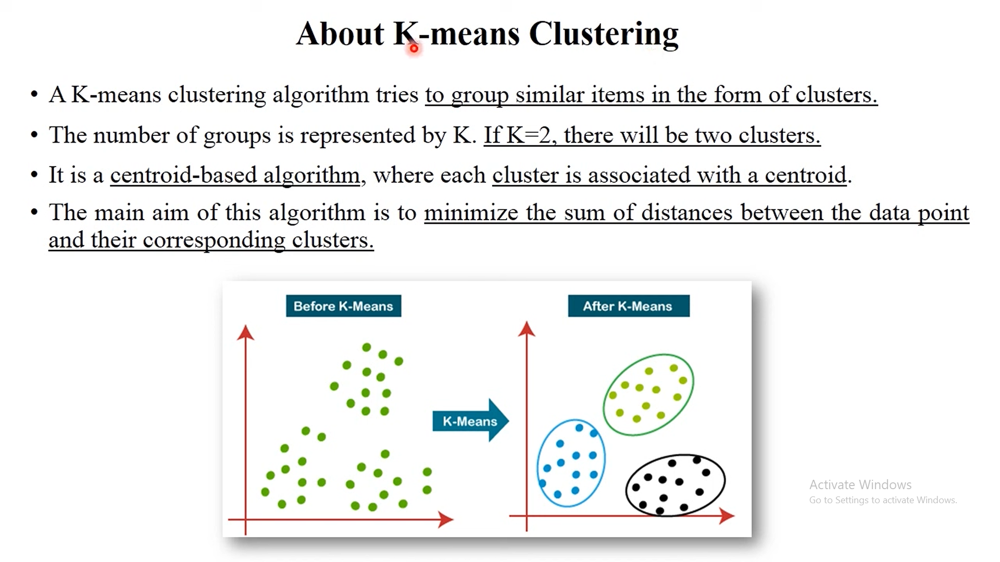 About K-means Clustering
• A K-means clustering algorithm tries to group similar items in the form of clusters.
• The number of groups is represented by K. If K=2, there will be two clusters.
• It is a centroid-based algorithm, where each cluster is associated with a centroid.
• The main aim of this algorithm is to minimize the sum of distances between the data point
and their corresponding clusters.
Before K-Means
After K-Means
K-Means
Activate Windows
Go to Settings to activate Windows.